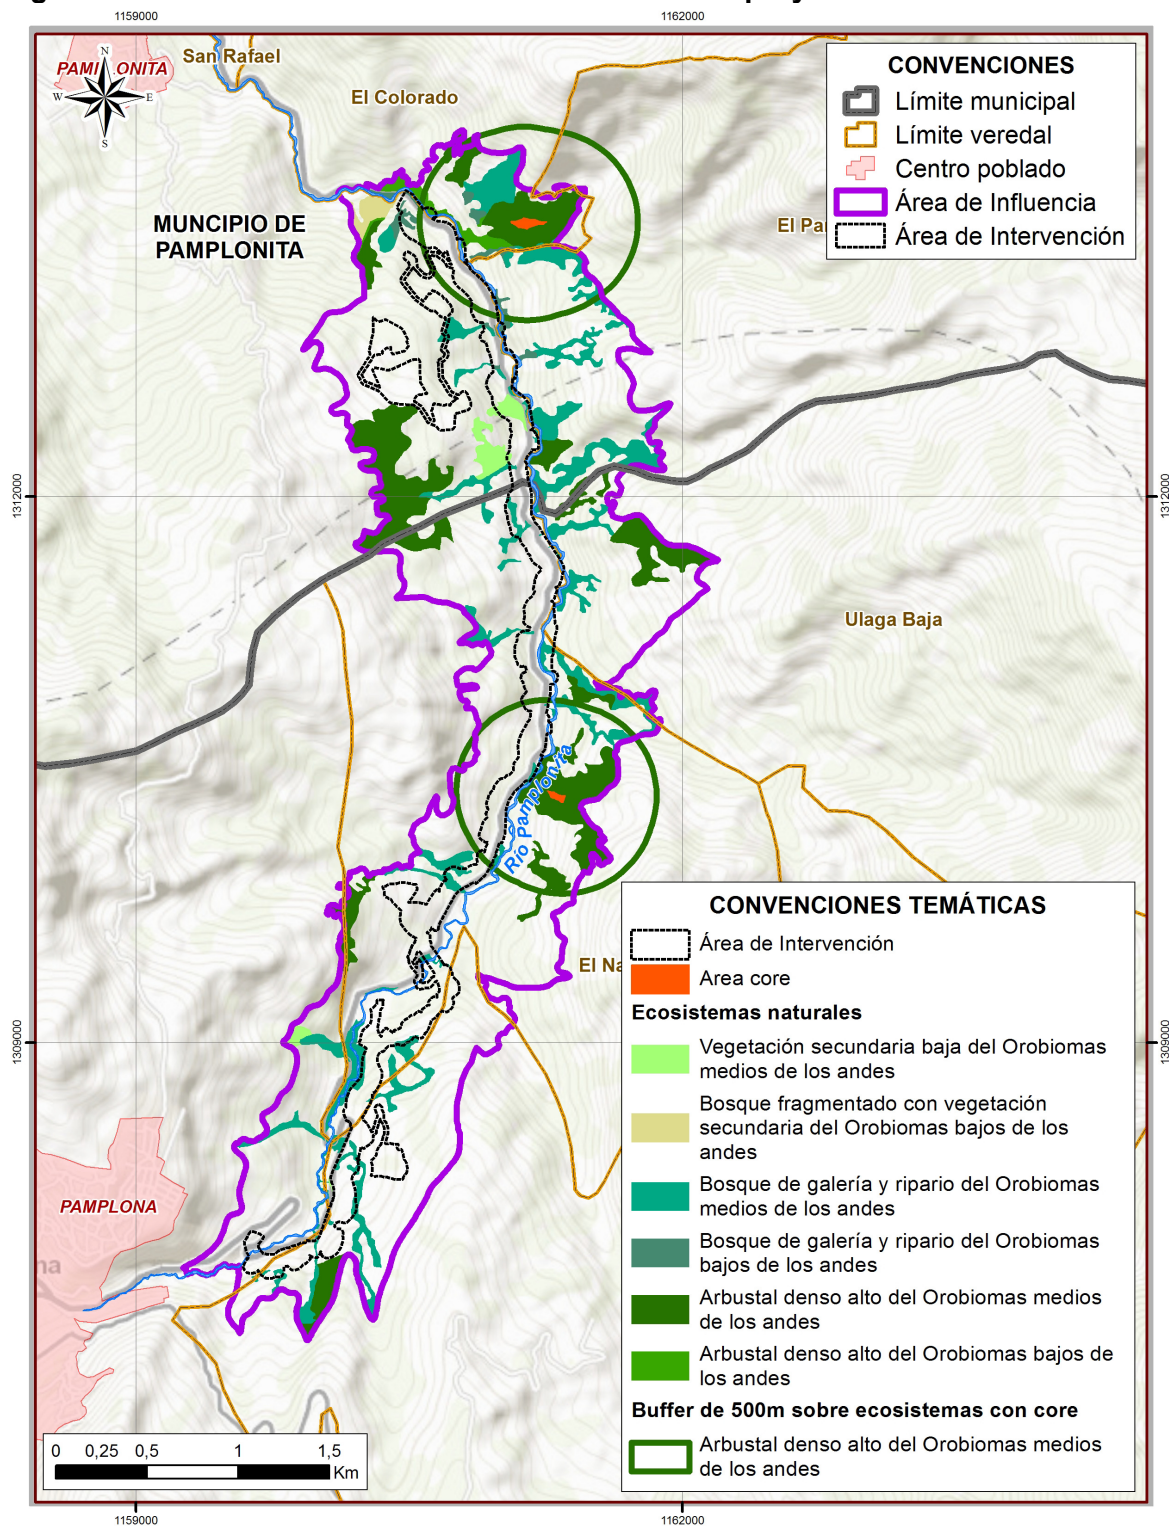 1159000
1162000
San Rafael
PAMPLONITA
N
W
E
S
El Colorado
MUNCIPIO DE
PAMPLONITA
El Pa
CONVENCIONES
Límite municipal
Límite veredal
Centro poblado
Área de Influencia
Área de Intervención
1312000
1312000
Ulaga Baja
Río Pamplonita
El Na
1309000
1309000
PAMPLONA
na
CONVENCIONES TEMÁTICAS
Área de Intervención
Area core
Ecosistemas naturales
Vegetación secundaria baja del Orobiomas
medios de los andes
Bosque fragmentado con vegetación
secundaria del Orobiomas bajos de los
andes
Bosque de galería y ripario del Orobiomas
medios de los andes
Bosque de galería y ripario del Orobiomas
bajos de los andes
Arbustal denso alto del Orobiomas medios
de los andes
Arbustal denso alto del Orobiomas bajos de
los andes
Buffer de 500m sobre ecosistemas con core
Arbustal denso alto del Orobiomas medios
de los andes
0 0,25 0,5 1 1,5
Km
1159000
1162000